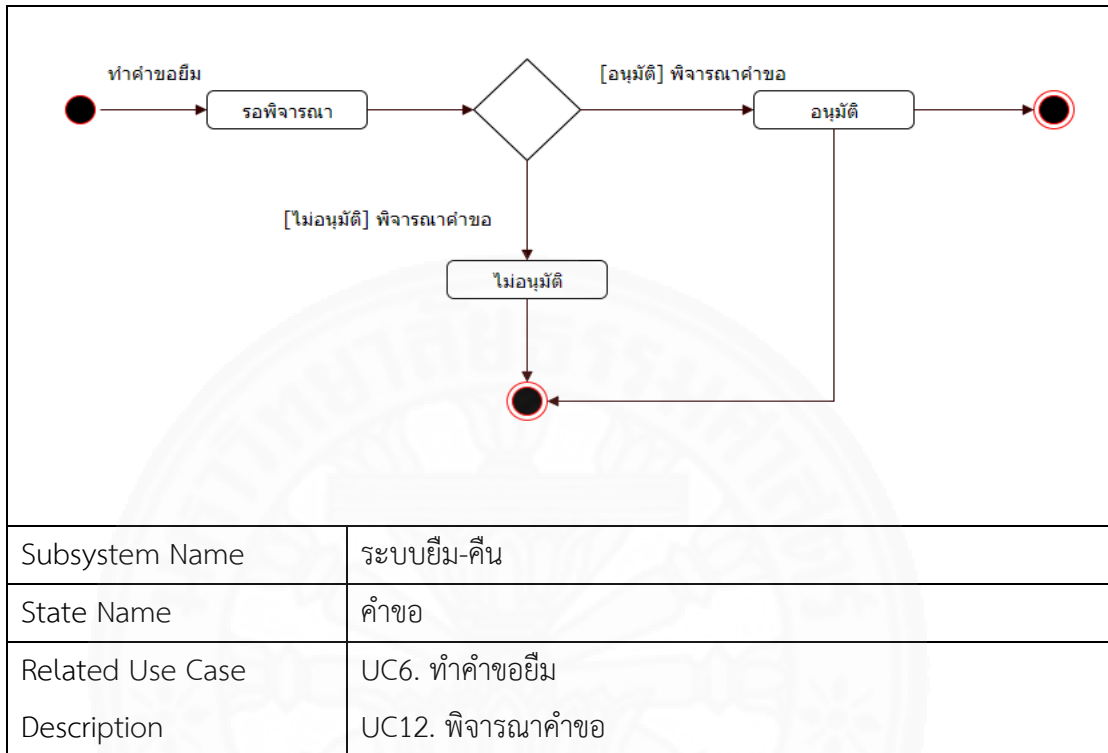 ทำคำขอยืม
[อนุมัติ] พิจารณาคำขอ
รอพิจารณา
อนุมัติ
[ไม่อนุมัติ] พิจารณาคำขอ
ไม่อนุมัติ
Subsystem Name ระบบยืม-คืน
State Name คำขอ
Related Use Case UC6. ทำคำขอยืม
Description UC12. พิจารณาคำขอ